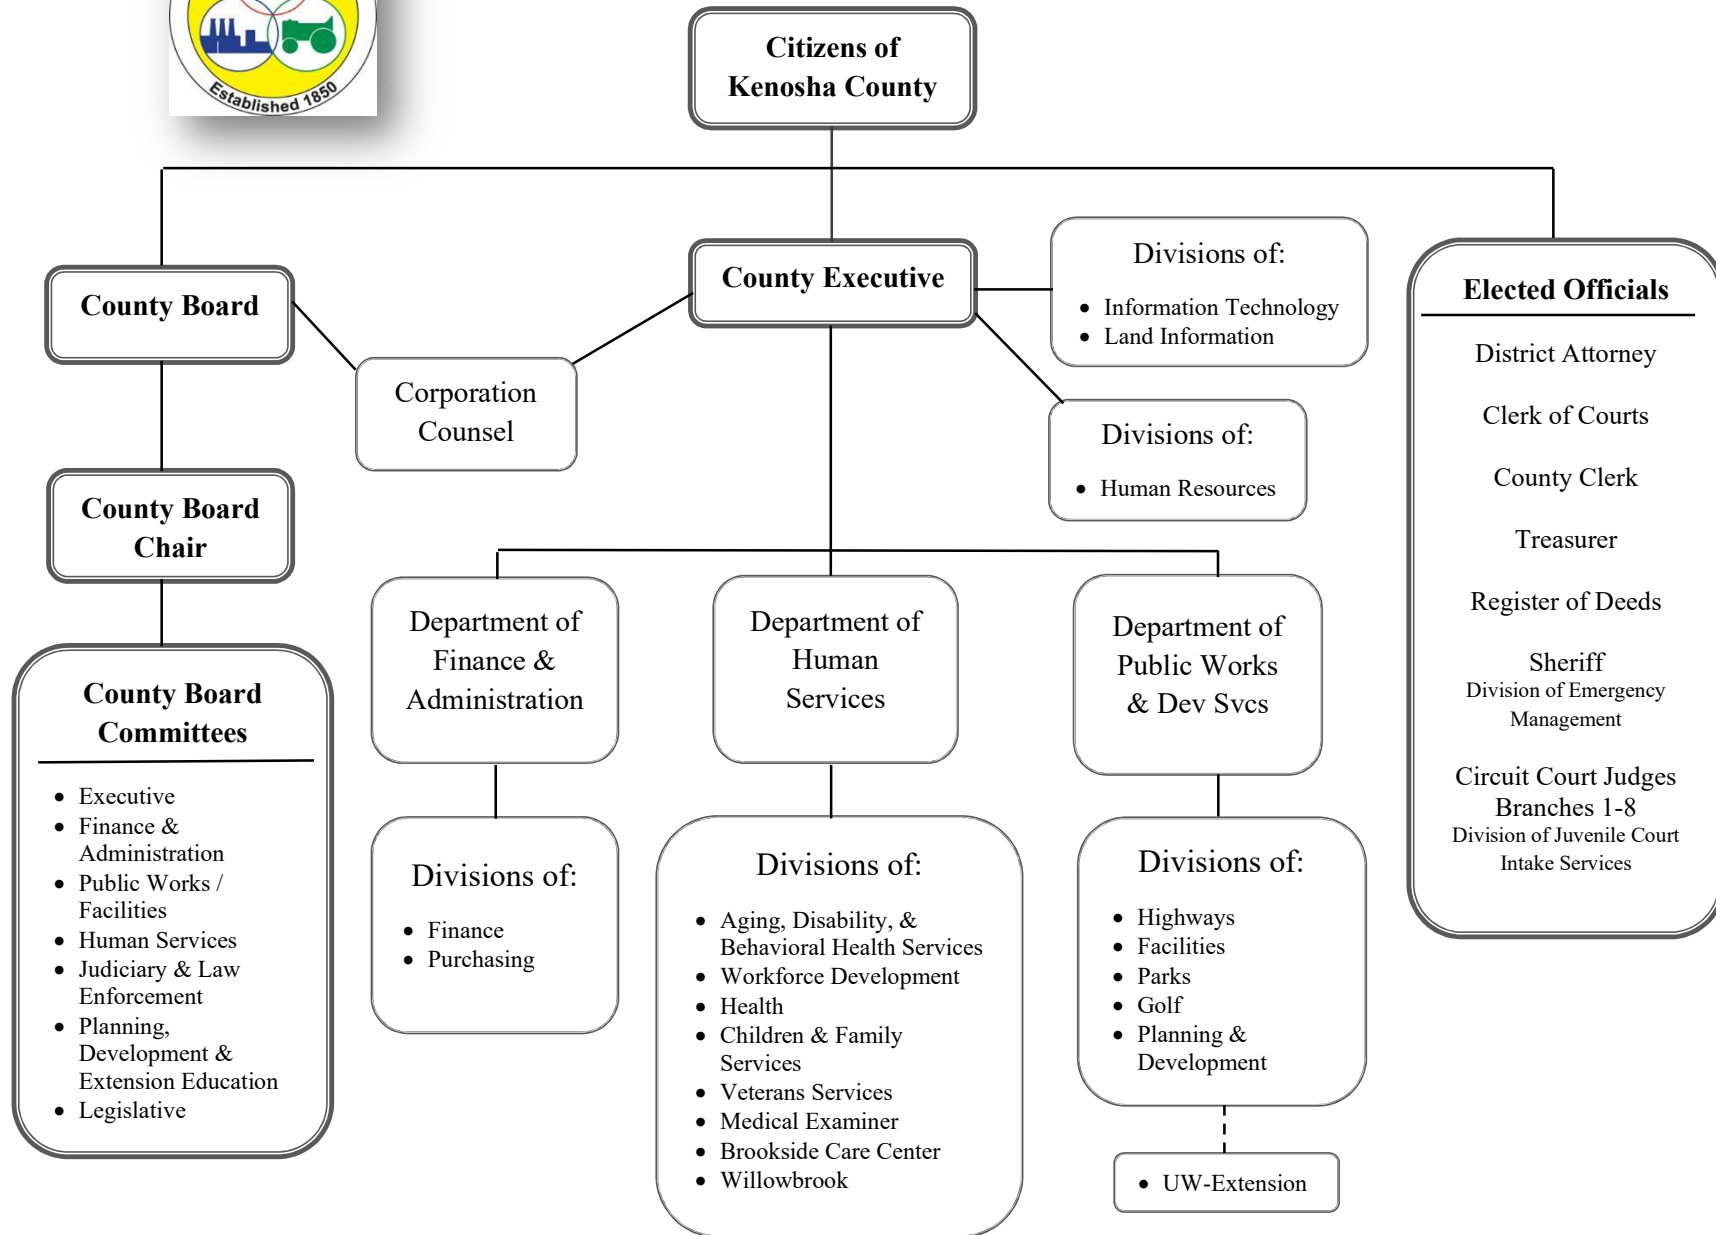 Established 1850
Citizens of
Kenosha County
County Board
County Executive
Divisions of:
• Information Technology
• Land Information
Elected Officials
District Attorney
Clerk of Courts
County Clerk
Treasurer
Register of Deeds
Sheriff
Division of Emergency
Management
Circuit Court Judges
Branches 1-8
Division of Juvenile Court
Intake Services
Corporation
Counsel
Divisions of:
• Human Resources
County Board
Chair
County Board
Committees
• Executive
• Finance &
Administration
• Public Works /
Facilities
• Human Services
• Judiciary & Law
Enforcement
• Planning,
Development &
Extension Education
• Legislative
Department of
Finance &
Administration
Divisions of:
• Finance
• Purchasing
Department of
Human
Services
Divisions of:
• Aging, Disability, &
Behavioral Health Services
• Workforce Development
• Health
• Children & Family
Services
• Veterans Services
• Medical Examiner
• Brookside Care Center
• Willowbrook
Department of
Public Works
& Dev Svcs
Divisions of:
• Highways
• Facilities
• Parks
• Golf
• Planning &
Development
• UW-Extension